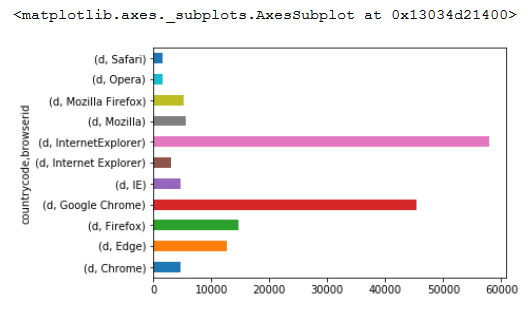 <matplotlib.axes._subplots.AxesSubplot at 0x13034d21400>
(d, Safari)
(d, Opera)
(d, Mozilla Firefox)
(d, Mozilla)
(d, InternetExplorer)
(d, Internet Explorer)
(d, IE)
(d, Google Chrome)
(d, Firefox)
(d, Edge)
(d, Chrome)
countrycode,browserid
0 10000 20000 30000 40000 50000 60000